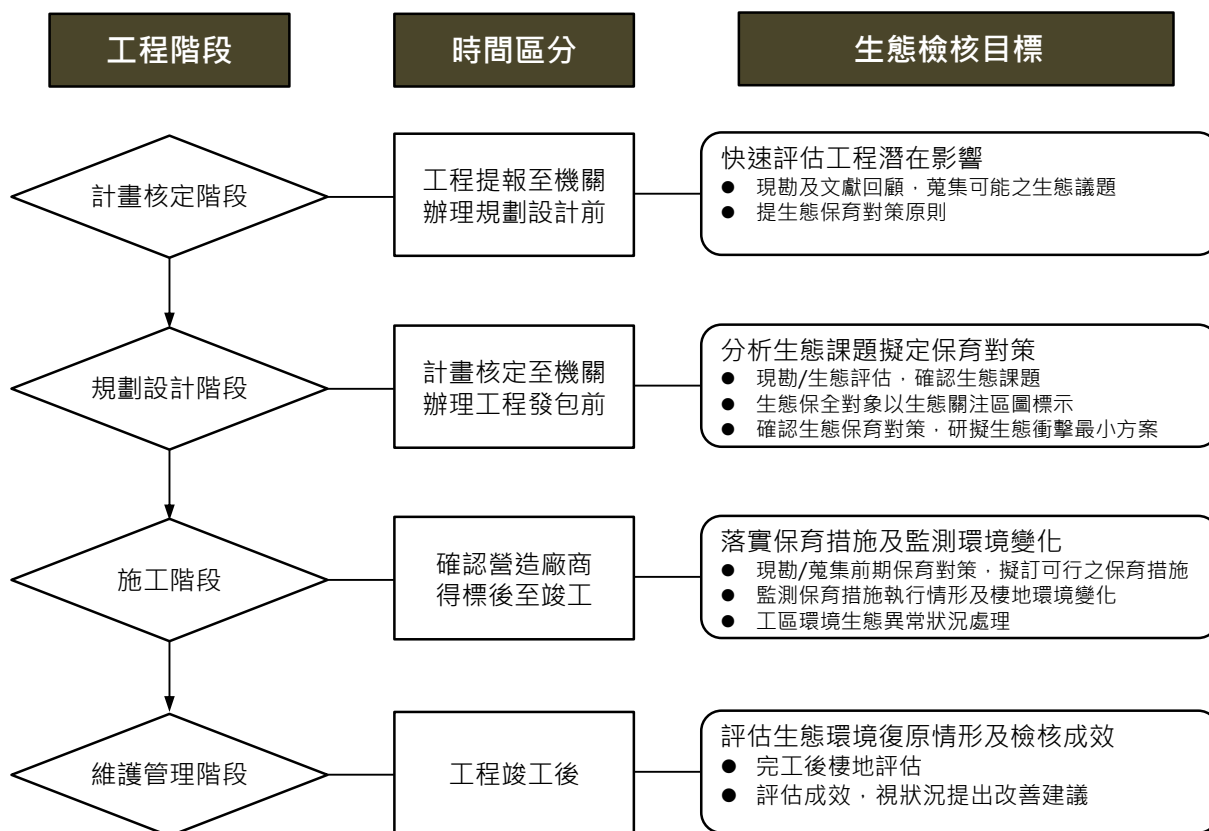 工程階段
時間區分
生態檢核目標
計畫核定階段
工程提報至機關
辦理規劃設計前
快速評估工程潛在影響
● 現勘及文獻回顧，蒐集可能之生態議題
● 提生態保育對策原則
規劃設計階段
計畫核定至機關
辦理工程發包前
分析生態課題擬定保育對策
● 現勘/生態評估，確認生態課題
● 生態保全對象以生態關注區圖標示
● 確認生態保育對策，研擬生態衝擊最小方案
施工階段
確認營造廠商
得標後至竣工
落實保育措施及監測環境變化
● 現勘/蒐集前期保育對策，擬訂可行之保育措施
● 監測保育措施執行情形及棲地環境變化
● 工區環境生態異常狀況處理
維護管理階段
工程竣工後
評估生態環境復原情形及檢核成效
● 完工後棲地評估
● 評估成效，視狀況提出改善建議